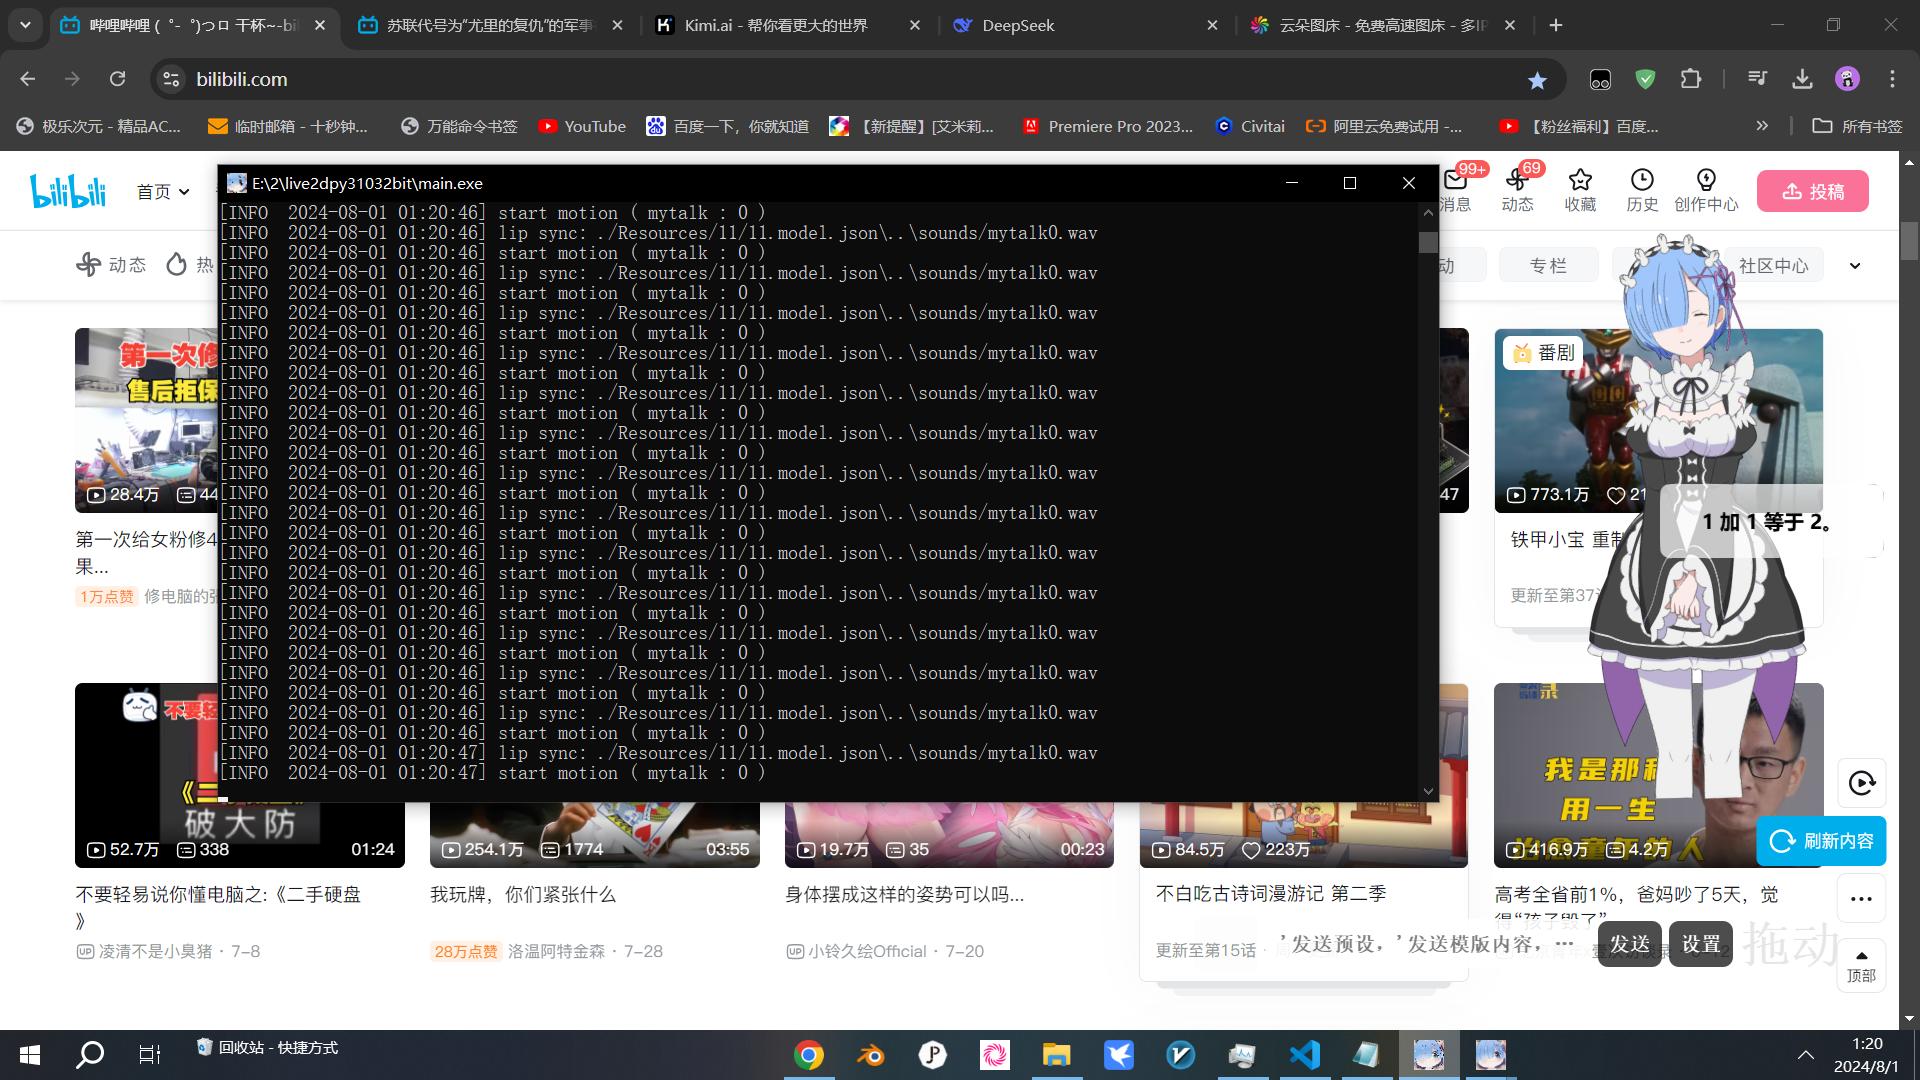 哔哩哔哩 (゜-゜)つロ 干杯~-bili
苏联代号为“尤里的复仇”的军事
Kimi.ai - 帮你看更大的世界
DeepSeek
云朵图床 - 免费高速图床 - 多IP
bilibili.com
极乐次元 - 精品AC...
临时邮箱 - 十秒钟...
万能命令书签
YouTube
百度一下，你就知道
【新提醒】[艾米莉...
Premiere Pro 2023...
Civitai
阿里云免费试用 -...
【粉丝福利】百度...
所有书签
bilibili
首页
99+
消息
69
动态
收藏
历史
创作中心
投稿
动态
热
动
专栏
社区中心
E:\2\live2dpy31032bit\main.exe
[INFO  2024-08-01 01:20:46] start motion ( mytalk : 0 )
[INFO  2024-08-01 01:20:46] lip sync: ./Resources/11/11.model.json\..\sounds/mytalk0.wav
[INFO  2024-08-01 01:20:46] start motion ( mytalk : 0 )
[INFO  2024-08-01 01:20:46] lip sync: ./Resources/11/11.model.json\..\sounds/mytalk0.wav
[INFO  2024-08-01 01:20:46] start motion ( mytalk : 0 )
[INFO  2024-08-01 01:20:46] lip sync: ./Resources/11/11.model.json\..\sounds/mytalk0.wav
[INFO  2024-08-01 01:20:46] start motion ( mytalk : 0 )
[INFO  2024-08-01 01:20:46] lip sync: ./Resources/11/11.model.json\..\sounds/mytalk0.wav
[INFO  2024-08-01 01:20:46] start motion ( mytalk : 0 )
[INFO  2024-08-01 01:20:46] lip sync: ./Resources/11/11.model.json\..\sounds/mytalk0.wav
[INFO  2024-08-01 01:20:46] start motion ( mytalk : 0 )
[INFO  2024-08-01 01:20:46] lip sync: ./Resources/11/11.model.json\..\sounds/mytalk0.wav
[INFO  2024-08-01 01:20:46] start motion ( mytalk : 0 )
[INFO  2024-08-01 01:20:46] lip sync: ./Resources/11/11.model.json\..\sounds/mytalk0.wav
[INFO  2024-08-01 01:20:46] start motion ( mytalk : 0 )
[INFO  2024-08-01 01:20:46] lip sync: ./Resources/11/11.model.json\..\sounds/mytalk0.wav
[INFO  2024-08-01 01:20:46] start motion ( mytalk : 0 )
[INFO  2024-08-01 01:20:46] lip sync: ./Resources/11/11.model.json\..\sounds/mytalk0.wav
[INFO  2024-08-01 01:20:46] start motion ( mytalk : 0 )
[INFO  2024-08-01 01:20:46] lip sync: ./Resources/11/11.model.json\..\sounds/mytalk0.wav
[INFO  2024-08-01 01:20:46] start motion ( mytalk : 0 )
[INFO  2024-08-01 01:20:46] lip sync: ./Resources/11/11.model.json\..\sounds/mytalk0.wav
[INFO  2024-08-01 01:20:46] start motion ( mytalk : 0 )
[INFO  2024-08-01 01:20:46] lip sync: ./Resources/11/11.model.json\..\sounds/mytalk0.wav
[INFO  2024-08-01 01:20:46] start motion ( mytalk : 0 )
[INFO  2024-08-01 01:20:46] lip sync: ./Resources/11/11.model.json\..\sounds/mytalk0.wav
[INFO  2024-08-01 01:20:46] start motion ( mytalk : 0 )
[INFO  2024-08-01 01:20:47] lip sync: ./Resources/11/11.model.json\..\sounds/mytalk0.wav
[INFO  2024-08-01 01:20:47] start motion ( mytalk : 0 )
第一次修
售后拒保
28.4万
44
第一次给女粉修4
果...
1万点赞
修电脑的张
47
番剧
773.1万
21
铁甲小宝 重制
更新至第37
1 加 1 等于 2。
不要轻
破大防
52.7万
338
01:24
不要轻易说你懂电脑之:《二手硬盘
》
凌清不是小臭猪 · 7-8
254.1万
1774
03:55
我玩牌，你们紧张什么
28万点赞
洛温阿特金森 · 7-28
19.7万
35
00:23
身体摆成这样的姿势可以吗...
小铃久绘Official · 7-20
84.5万
223万
不白吃古诗词漫游记 第二季
更新至第15话 ·
我是那种
用一生
416.9万
4.2万
高考全省前1%，爸妈吵了5天，觉
得“孩子毁了”
'发送预设，'发送模版内容，…
发送
设置
拖动
刷新内容
顶部
回收站 - 快捷方式
1:20
2024/8/1